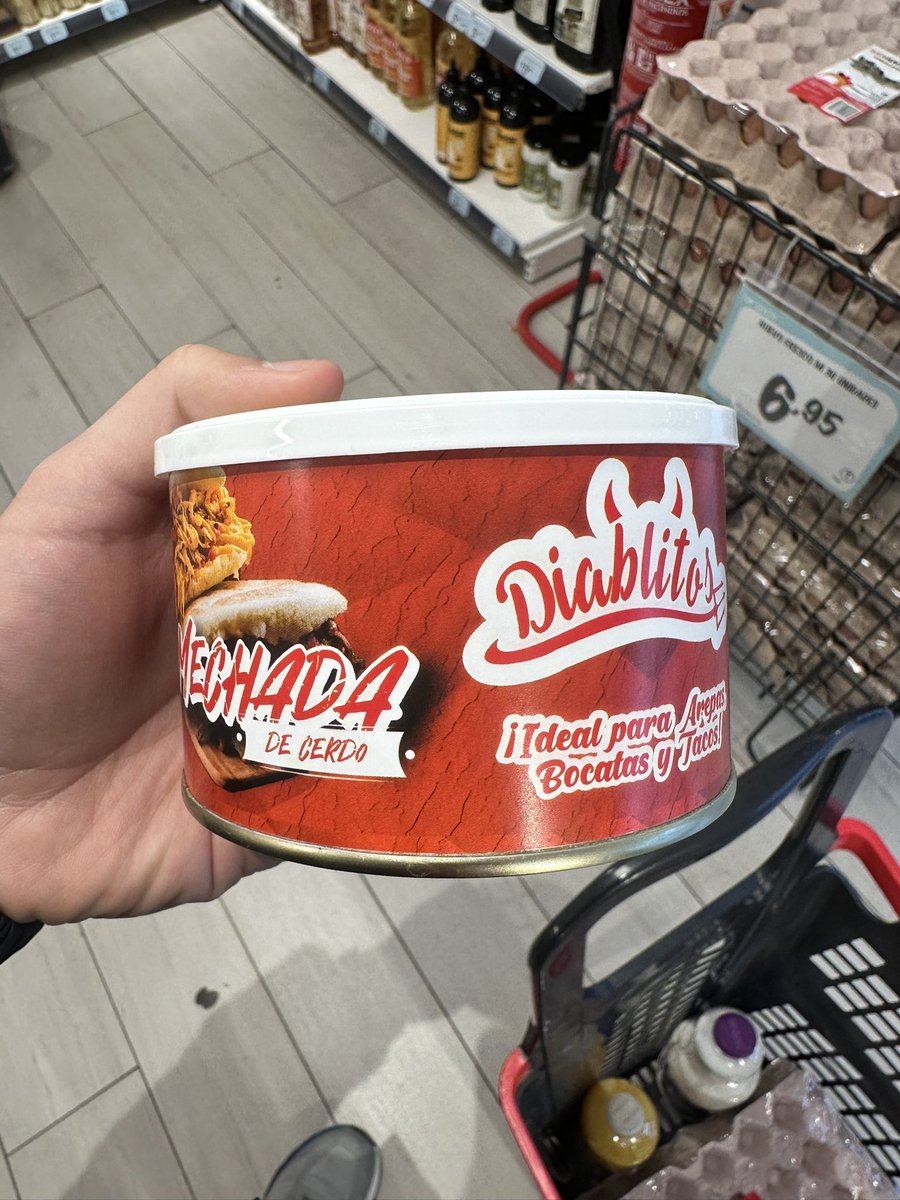 MECHADA
DE CERDO
Diablitos
¡Ideal para Arepas
Bocatas y Tacos!
6.95